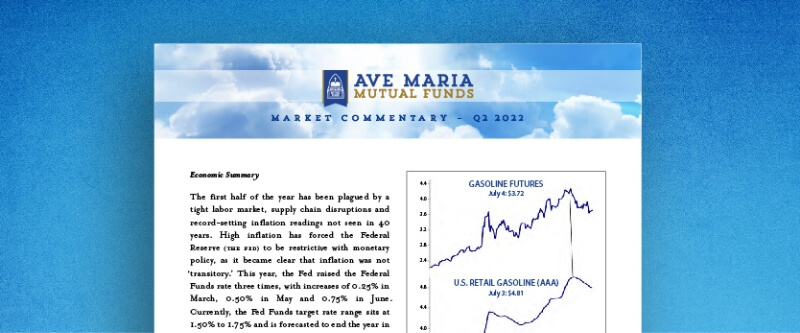 AVE MARIA
MUTUAL FUNDS
MARKET COMMENTARY – Q2 2022
Economic Summary
The first half of the year has been plagued by a
tight labor market, supply chain disruptions and
record-setting inflation readings not seen in 40
years. High inflation has forced the Federal
Reserve (THE FED) to be restrictive with monetary
policy, as it became clear that inflation was not
'transitory.' This year, the Fed raised the Federal
Funds rate three times, with increases of 0.25% in
March, 0.50% in May and 0.75% in June.
Currently, the Fed Funds target rate range sits at
1.50% to 1.75% and is forecasted to end the year in
GASOLINE FUTURES
July 4: $3.72
4.4
4.0
3.6
3.2
2.8
2.4
U.S. RETAIL GASOLINE (AAA)
July 3: $4.81
4.8
4.4
4.0